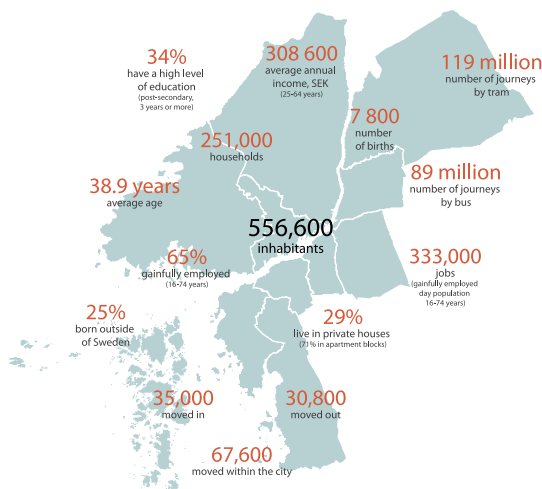 34%
have a high level
of education
(post-secondary,
3 years or more)
308 600
average annual
income, SEK
(25-64 years)
119 million
number of journeys
by tram
7 800
number
of births
251,000
households
89 million
number of journeys
by bus
38.9 years
average age
556,600
inhabitants
65%
gainfully employed
(16-74 years)
333,000
jobs
(gainfully employed
day population
16-74 years)
25%
born outside
of Sweden
29%
live in private houses
(71% in apartment blocks)
35,000
moved in
30,800
moved out
67,600
moved within the city